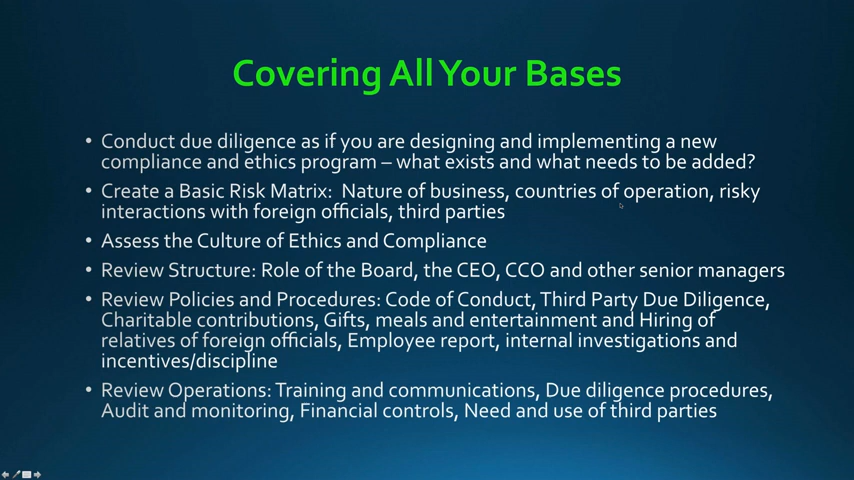 Covering All Your Bases
• Conduct due diligence as if you are designing and implementing a new
compliance and ethics program – what exists and what needs to be added?
• Create a Basic Risk Matrix: Nature of business, countries of operation, risky
interactions with foreign officials, third parties
• Assess the Culture of Ethics and Compliance
• Review Structure: Role of the Board, the CEO, CCO and other senior managers
• Review Policies and Procedures: Code of Conduct, Third Party Due Diligence,
Charitable contributions, Gifts, meals and entertainment and Hiring of
relatives of foreign officials, Employee report, internal investigations and
incentives/discipline
• Review Operations: Training and communications, Due diligence procedures,
Audit and monitoring, Financial controls, Need and use of third parties